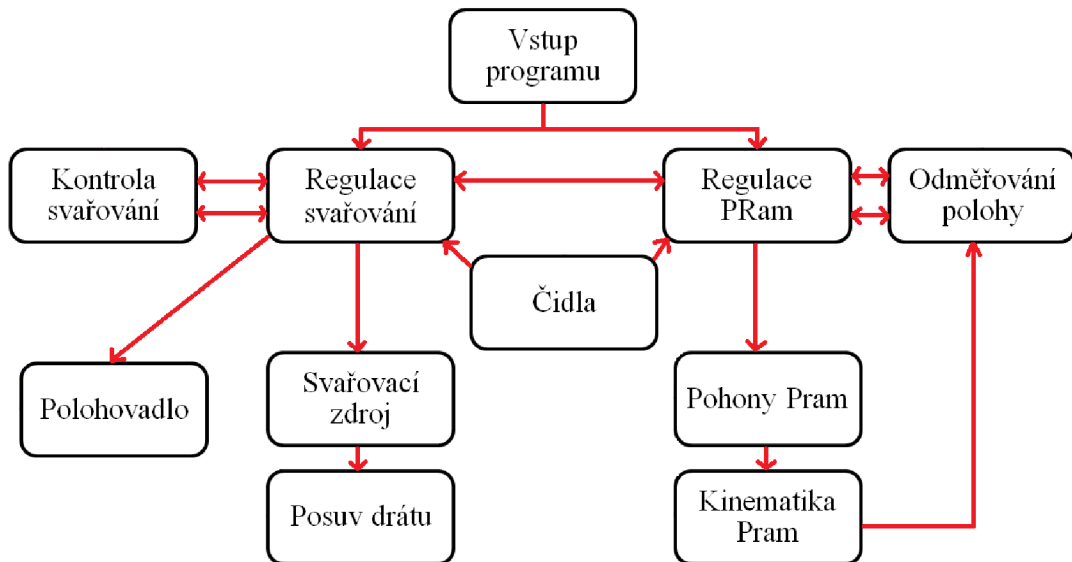 Vstup
programu
Kontrola
svařování
Regulace
svařování
Regulace
PRam
Odměřování
polohy
Čidla
Polohovadlo
Svařovací
zdroj
Pohony Pram
Posuv drátu
Kinematika
Pram